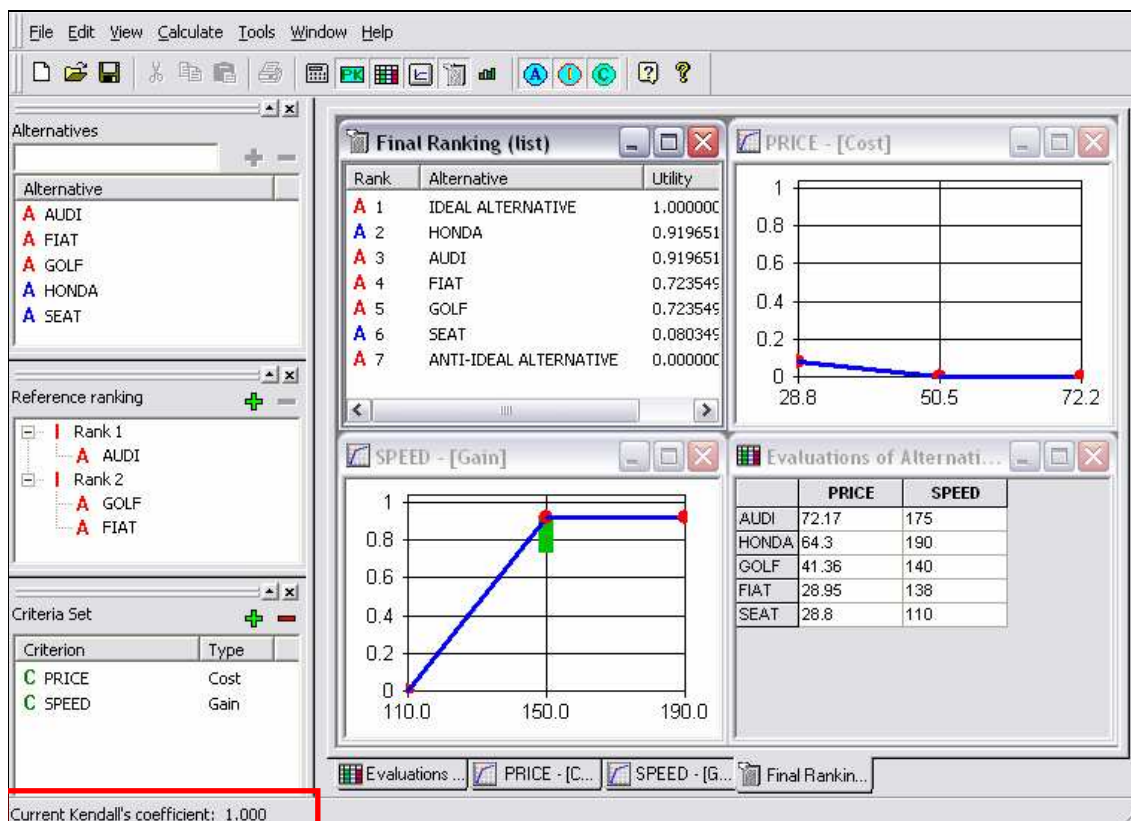 File Edit View Calculate Tools Window Help
PK
A I C
Alternatives
Alternative
A AUDI
A FIAT
A GOLF
A HONDA
A SEAT
Reference ranking
Rank 1
A AUDI
Rank 2
A GOLF
A FIAT
Criteria Set
Criterion Type
C PRICE Cost
C SPEED Gain
Final Ranking (list)
Rank Alternative Utility
A 1 IDEAL ALTERNATIVE 1.000000
A 2 HONDA 0.919651
A 3 AUDI 0.919651
A 4 FIAT 0.723549
A 5 GOLF 0.723549
A 6 SEAT 0.080349
A 7 ANTI-IDEAL ALTERNATIVE 0.000000
PRICE - [Cost]
1
0.8
0.6
0.4
0.2
0
28.8 50.5 72.2
SPEED - [Gain]
1
0.8
0.6
0.4
0.2
0
110.0 150.0 190.0
Evaluations of Alternati...
PRICE SPEED
AUDI 72.17 175
HONDA 64.3 190
GOLF 41.36 140
FIAT 28.95 138
SEAT 28.8 110
Evaluations ... PRICE - [C... SPEED - [G... Final Rankin...
Current Kendall's coefficient: 1.000